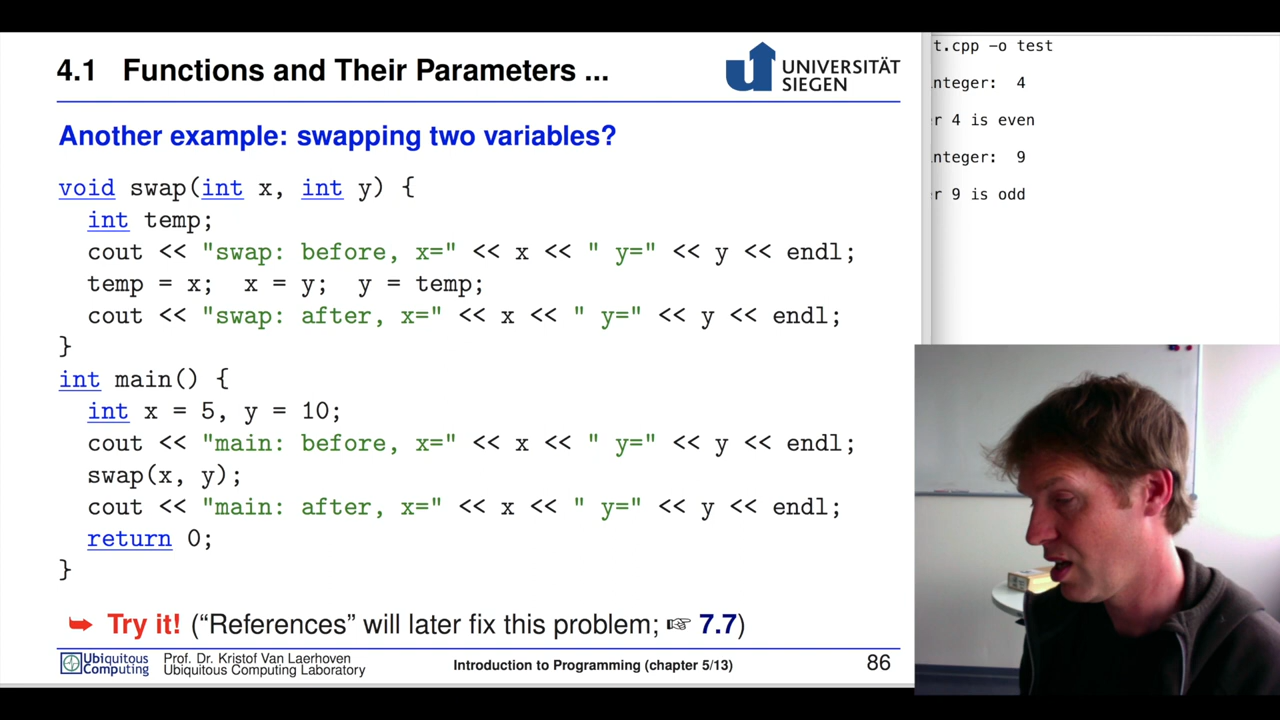 4.1 Functions and Their Parameters ...
UNIVERSITÄT
SIEGEN
Another example: swapping two variables?
void swap(int x, int y) {
int temp;
cout << "swap: before, x=" << x << " y=" << y << endl;
temp = x; x = y; y = temp;
cout << "swap: after, x=" << x << " y=" << y << endl;
}
int main() {
int x = 5, y = 10;
cout << "main: before, x=" << x << " y=" << y << endl;
swap(x, y);
cout << "main: after, x=" << x << " y=" << y << endl;
return 0;
}
➥ Try it! (“References” will later fix this problem; ☞ 7.7)
Ubiquitous
Computing
Prof. Dr. Kristof Van Laerhoven
Ubiquitous Computing Laboratory
Introduction to Programming (chapter 5/13)
86
t.cpp -o test
integer: 4
r 4 is even
nteger: 9
r 9 is odd